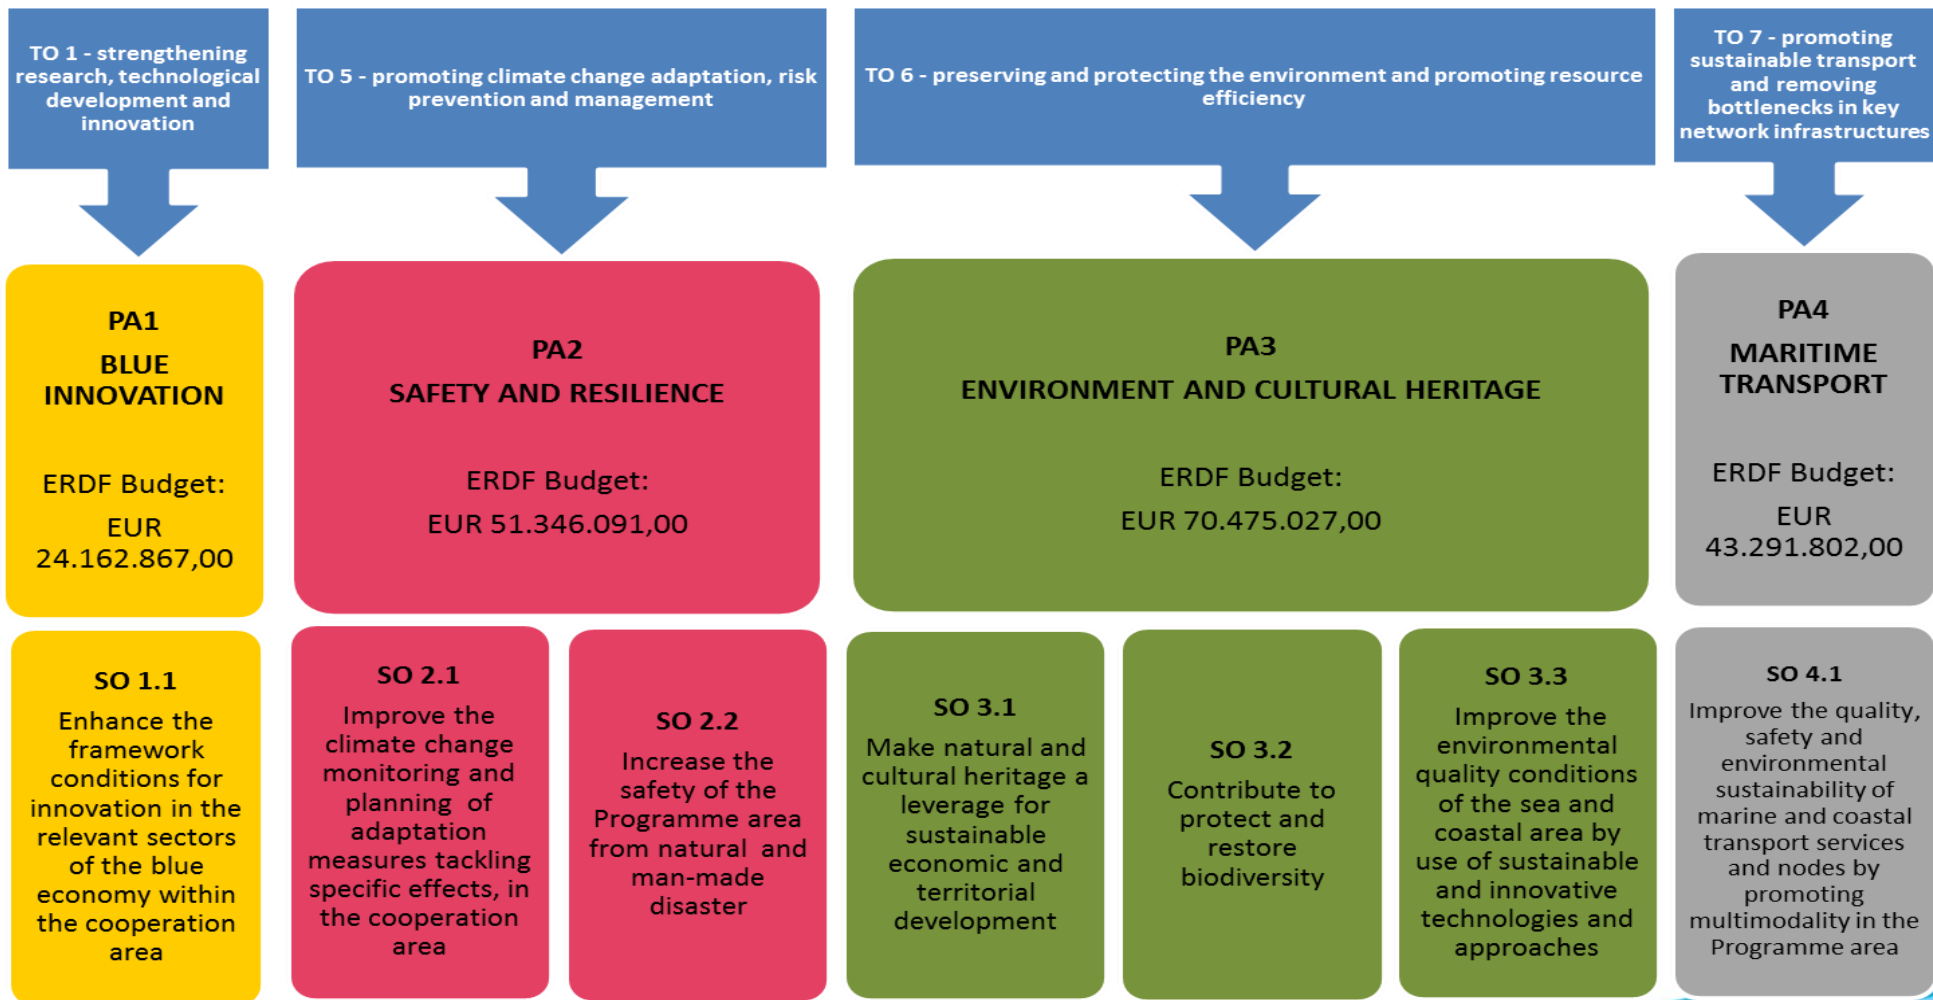 TO 1 - strengthening
research, technological
development and
innovation
TO 5 - promoting climate change adaptation, risk
prevention and management
TO 6 - preserving and protecting the environment and promoting resource
efficiency
TO 7 - promoting
sustainable transport
and removing
bottlenecks in key
network infrastructures
PA1
BLUE
INNOVATION
ERDF Budget:
EUR
24.162.867,00
PA2
SAFETY AND RESILIENCE
ERDF Budget:
EUR 51.346.091,00
PA3
ENVIRONMENT AND CULTURAL HERITAGE
ERDF Budget:
EUR 70.475.027,00
PA4
MARITIME
TRANSPORT
ERDF Budget:
EUR
43.291.802,00
SO 1.1
Enhance the
framework
conditions for
innovation in the
relevant sectors
of the blue
economy within
the cooperation
area
SO 2.1
Improve the
climate change
monitoring and
planning of
adaptation
measures tackling
specific effects, in
the cooperation
area
SO 2.2
Increase the
safety of the
Programme area
from natural and
man-made
disaster
SO 3.1
Make natural and
cultural heritage a
leverage for
sustainable
economic and
territorial
development
SO 3.2
Contribute to
protect and
restore
biodiversity
SO 3.3
Improve the
environmental
quality conditions
of the sea and
coastal area by
use of sustainable
and innovative
technologies and
approaches
SO 4.1
Improve the quality,
safety and
environmental
sustainability of
marine and coastal
transport services
and nodes by
promoting
multimodality in the
Programme area